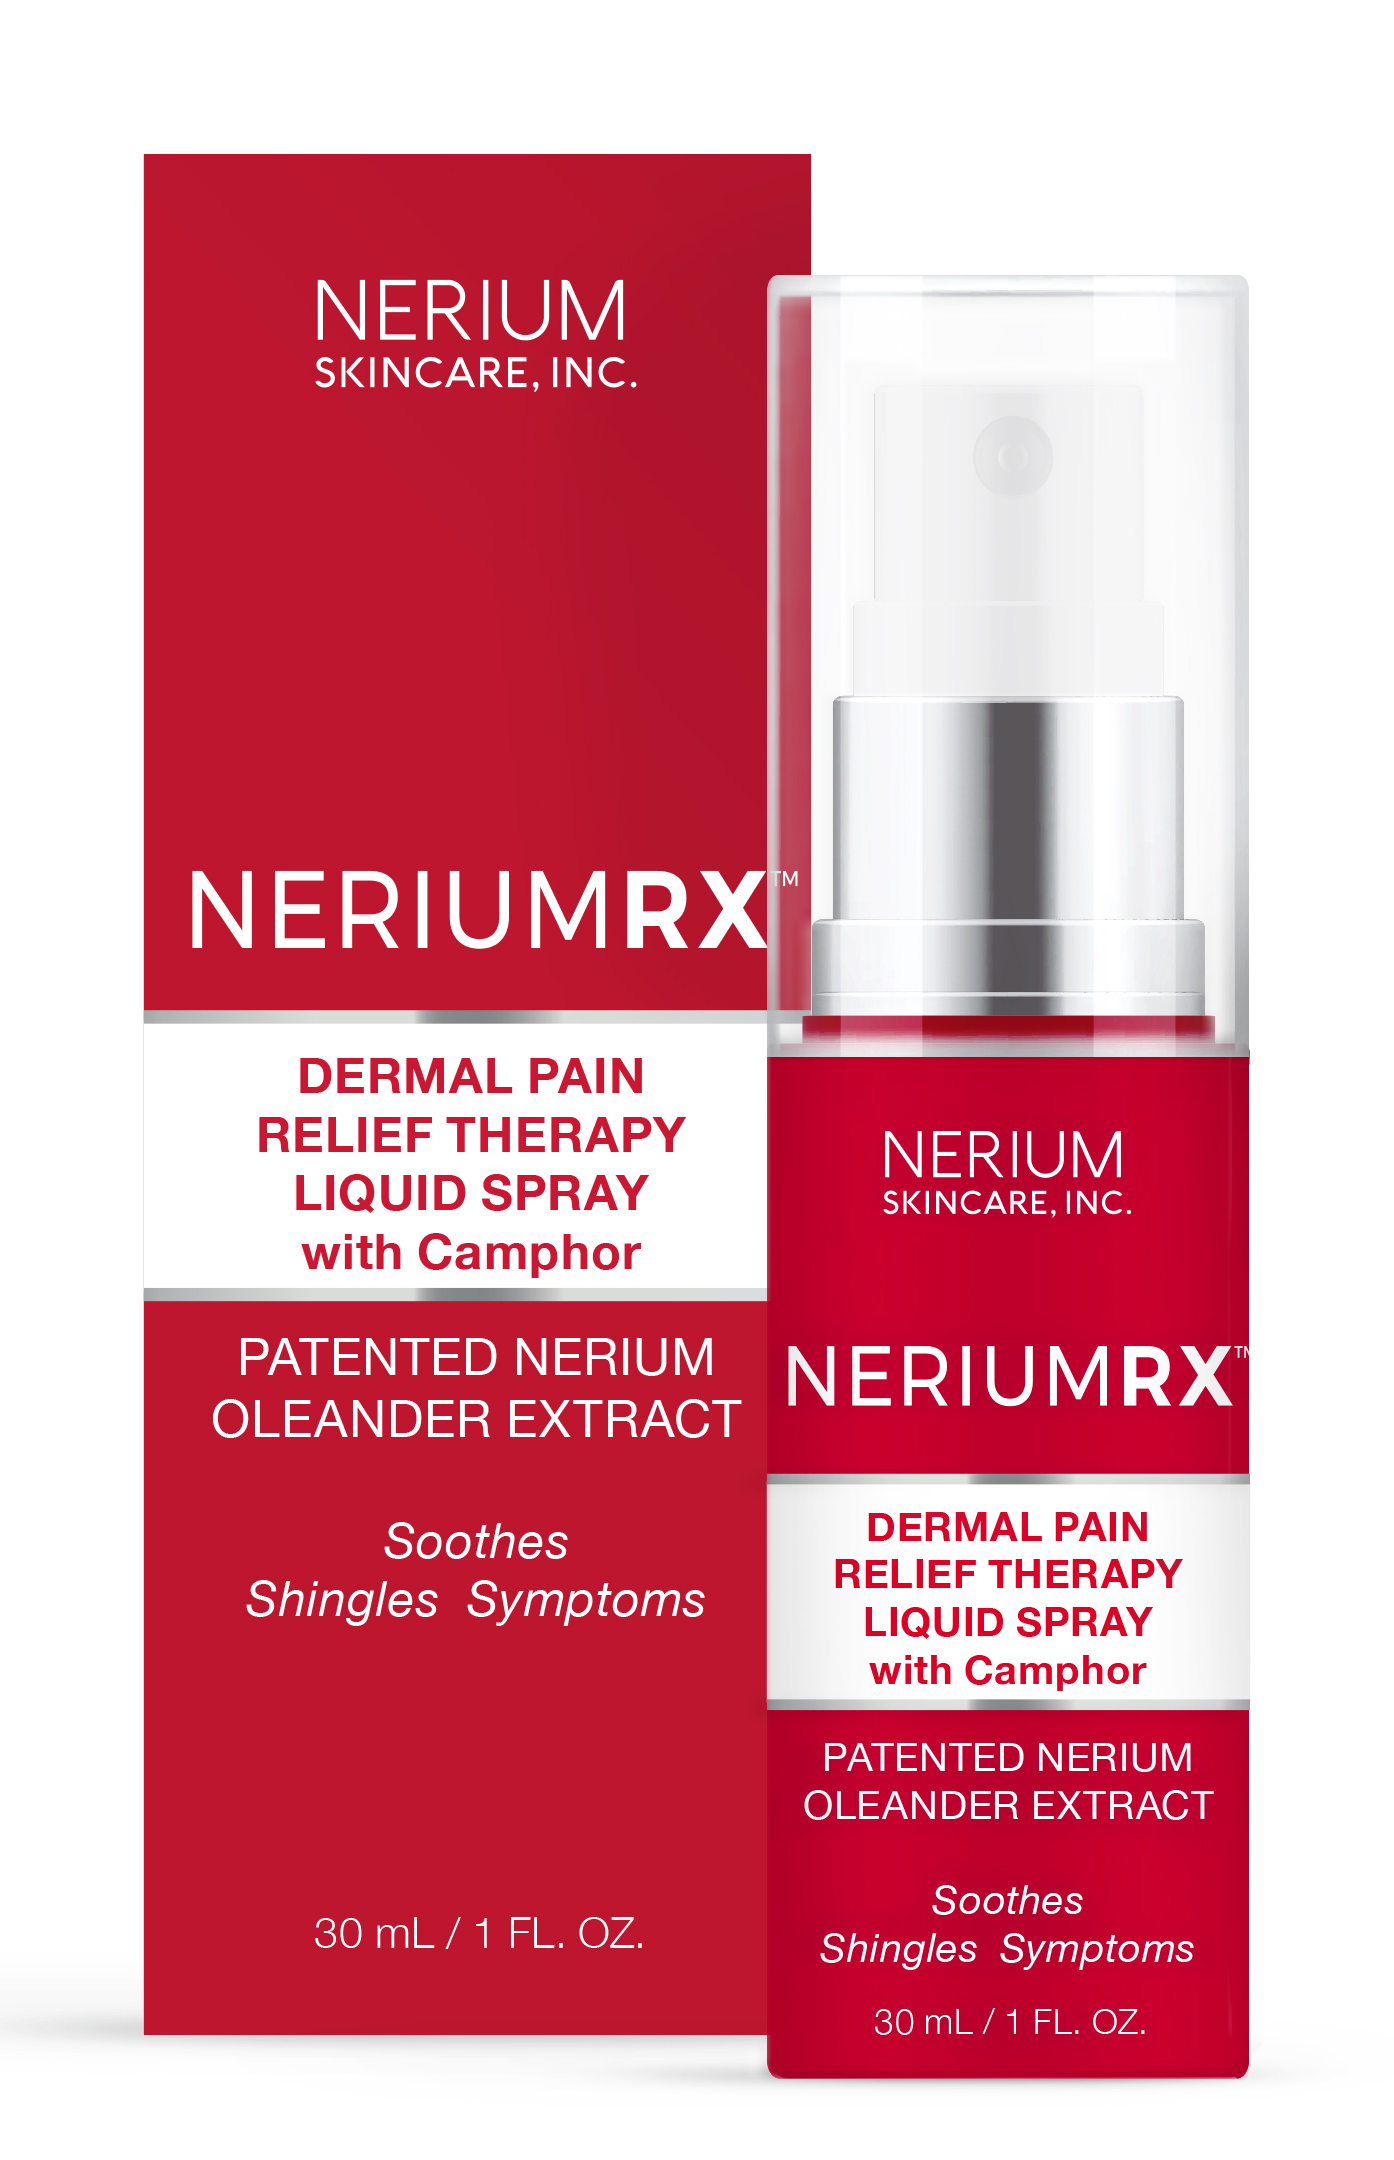 NERIUM
SKINCARE, INC.
NERIUMRX™
DERMAL PAIN
RELIEF THERAPY
LIQUID SPRAY
with Camphor
PATENTED NERIUM
OLEANDER EXTRACT
Soothes
Shingles Symptoms
30 mL / 1 FL. OZ.
NERIUM
SKINCARE, INC.
NERIUMRX™
DERMAL PAIN
RELIEF THERAPY
LIQUID SPRAY
with Camphor
PATENTED NERIUM
OLEANDER EXTRACT
Soothes
Shingles Symptoms
30 mL / 1 FL. OZ.